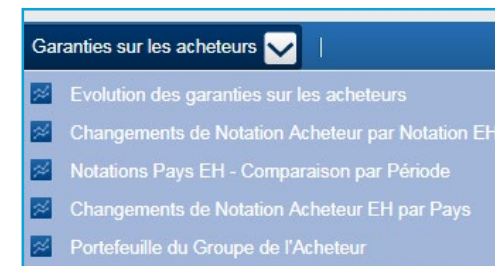 Garanties sur les acheteurs
Evolution des garanties sur les acheteurs
Changements de Notation Acheteur par Notation EH
Notations Pays EH - Comparaison par Période
Changements de Notation Acheteur EH par Pays
Portefeuille du Groupe de l'Acheteur